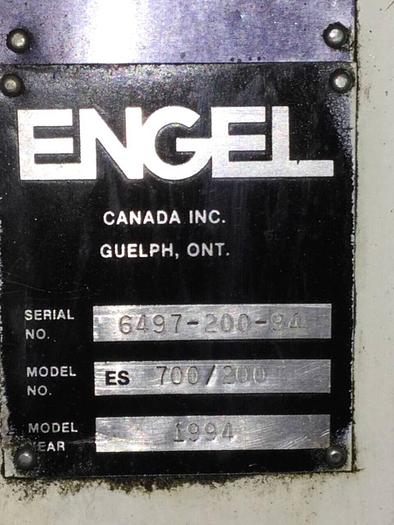 ENGEL
CANADA INC.
GUELPH, ONT.
SERIAL NO. 6497-200-94
MODEL NO. ES 700/200
MODEL YEAR 1994